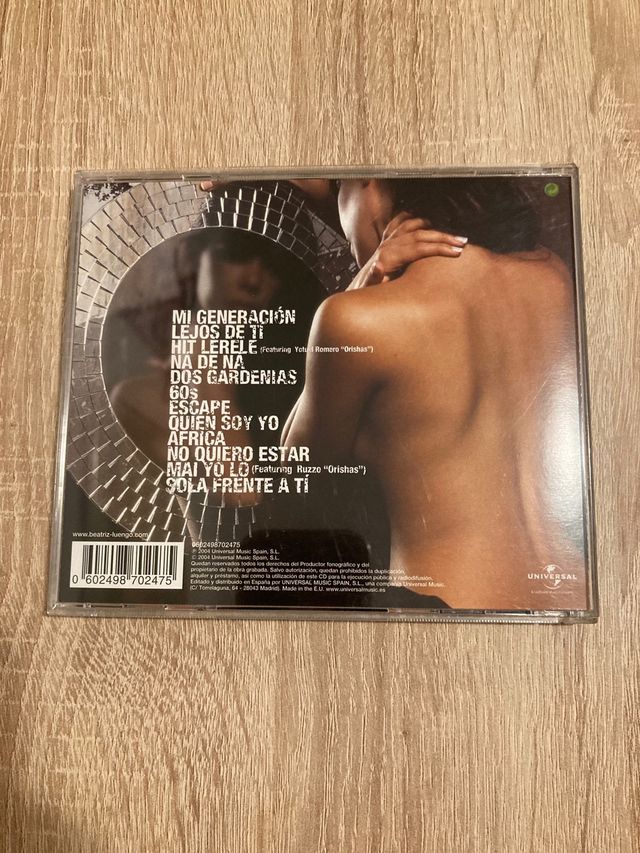 MI GENERACIÓN
LEJOS DE TI
HIT LERELE (Featuring Yotuel Romero "Orishas")
NA DE NA
DOS GARDENIAS
60s
ESCAPE
QUIEN SOY YO
AFRICA
NO QUIERO ESTAR
MAI YO LO (Featuring Ruzzo "Orishas")
SOLA FRENTE A TÍ
www.beatriz-luengo.com
0 602498 702475
0602498702475
℗ 2004 Universal Music Spain, S.L.
© 2004 Universal Music Spain, S.L.
Quedan reservados todos los derechos del Productor fonográfico y del
propietario de la obra grabada. Salvo autorización, quedan prohibidos la duplicación,
alquiler y préstamo, así como la utilización de este CD para la ejecución pública y radiodifusión.
Editado y distribuido en España por UNIVERSAL MUSIC SPAIN, S.L., una compañía Universal Music.
(C/ Torrelaguna, 64 - 28043 Madrid). Made in the E.U. www.universalmusic.es
UNIVERSAL